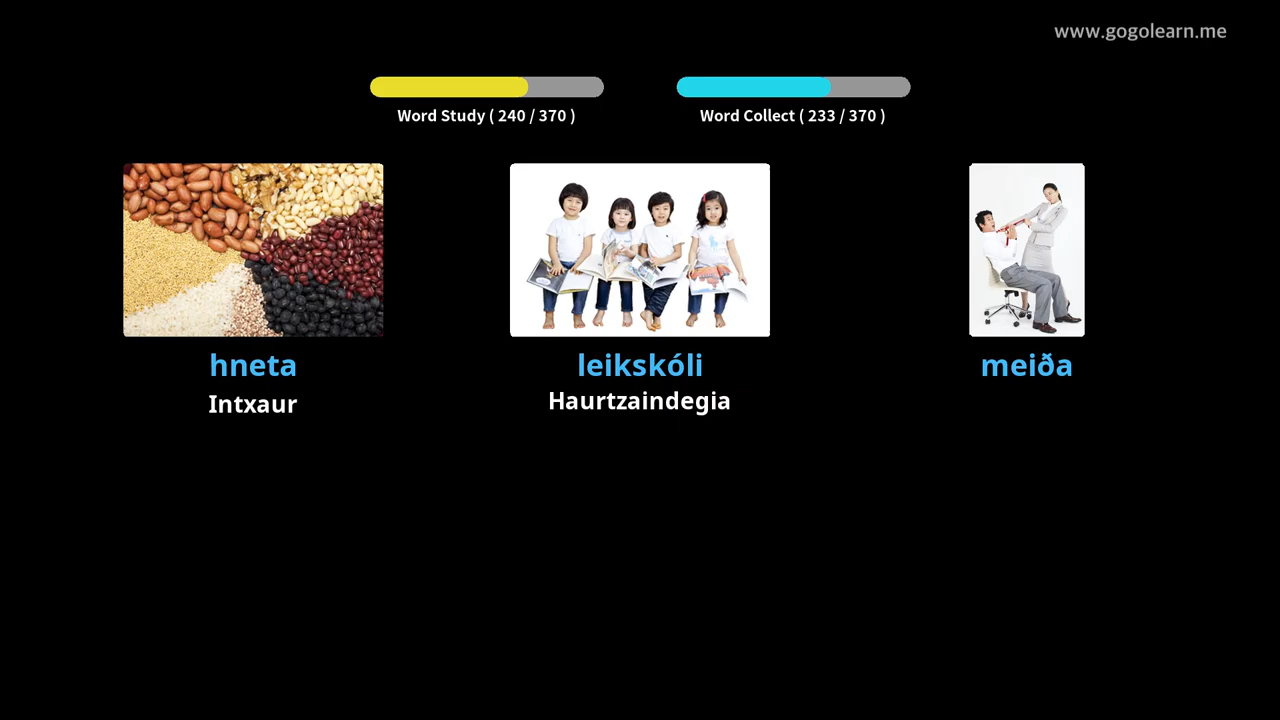 www.gogolearn.me
Word Study ( 240 / 370 )
Word Collect ( 233 / 370 )
hneta
Intxaur
leikskóli
Haurtzaindegia
meiða